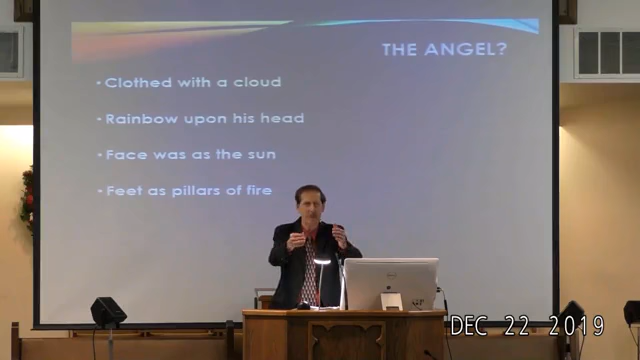 THE ANGEL?
• Clothed with a cloud
• Rainbow upon his head
• Face was as the sun
• Feet as pillars of fire
DEC 22 2019